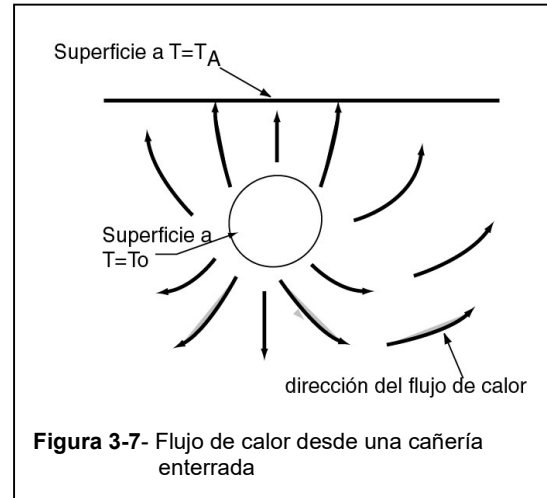 Superficie a T=TA
Superficie a
T=To
dirección del flujo de calor
Figura 3-7- Flujo de calor desde una cañería
enterrada